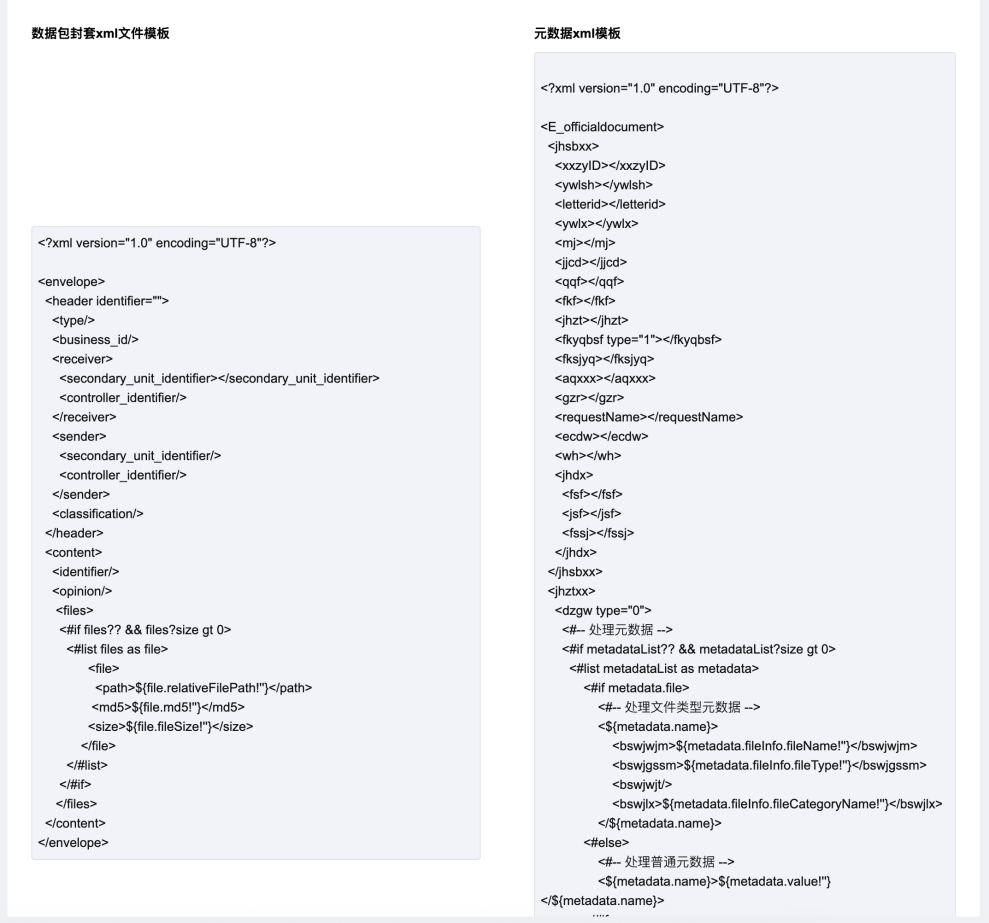 数据包封套xml文件模板
<?xml version="1.0" encoding="UTF-8"?>
<envelope>
<header identifier="">
<type/>
<business_id/>
<receiver>
<secondary_unit_identifier></secondary_unit_identifier>
<controller_identifier/>
</receiver>
<sender>
<secondary_unit_identifier/>
<controller_identifier/>
</sender>
<classification/>
</header>
<content>
<identifier/>
<opinion/>
<files>
<#if files?? && files?size gt 0>
<#list files as file>
<file>
<path>${file.relativeFilePath!''}</path>
<md5>${file.md5!''}</md5>
<size>${file.fileSize!''}</size>
</file>
</#list>
</#if>
</files>
</content>
</envelope>
元数据xml模板
<?xml version="1.0" encoding="UTF-8"?>
<E_officialdocument>
<jhsbxx>
<xxzyID></xxzyID>
<ywlsh></ywlsh>
<letterid></letterid>
<ywlx></ywlx>
<mj></mj>
<jjcd></jjcd>
<qqf></qqf>
<fkf></fkf>
<jhzt></jhzt>
<fkyqbsf type="1"></fkyqbsf>
<fksjyq></fksjyq>
<aqxxx></aqxxx>
<gzr></gzr>
<requestName></requestName>
<ecdw></ecdw>
<wh></wh>
<jhdx>
<fsf></fsf>
<jsf></jsf>
<fssj></fssj>
</jhdx>
</jhsbxx>
<jhztxx>
<dzgw type="0">
<#-- 处理元数据 -->
<#if metadataList?? && metadataList?size gt 0>
<#list metadataList as metadata>
<#if metadata.file>
<#-- 处理文件类型元数据 -->
<${metadata.name}>
<bswjwjm>${metadata.fileInfo.fileName!''}</bswjwjm>
<bswjgssm>${metadata.fileInfo.fileType!''}</bswjgssm>
<bswjwjt/>
<bswjlx>${metadata.fileInfo.fileCategoryName!''}</bswjlx>
</${metadata.name}>
<#else>
<#-- 处理普通元数据 -->
<${metadata.name}>${metadata.value!''}
</${metadata.name}>